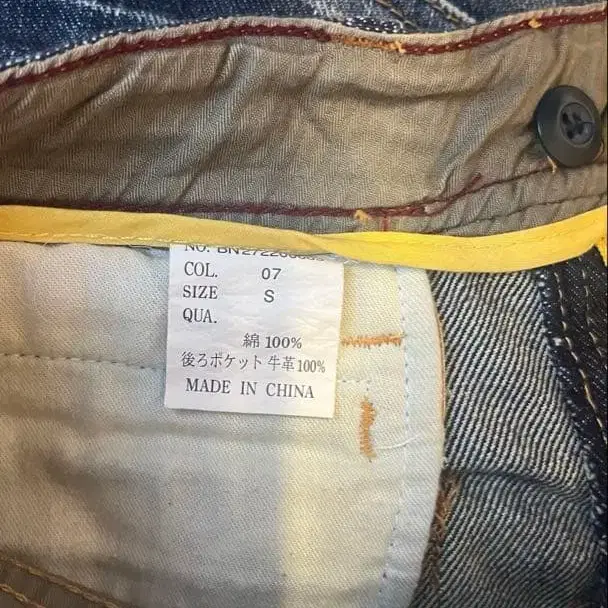 COL. 07
SIZE S
QUA.
綿 100%
後ろポケット 牛革100%
MADE IN CHINA